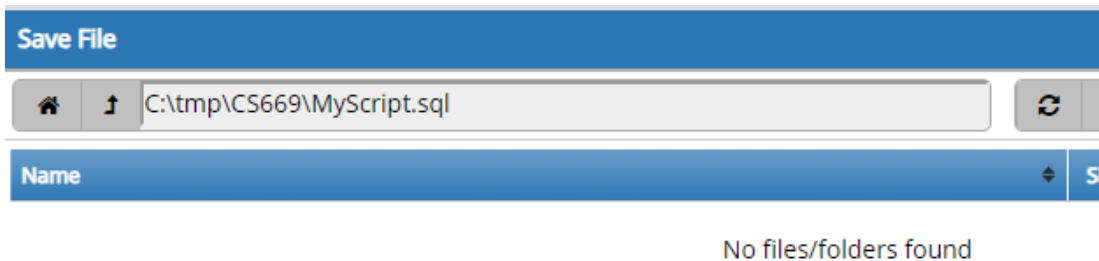 Save File
C:\tmp\CS669\MyScript.sql
Name
No files/folders found